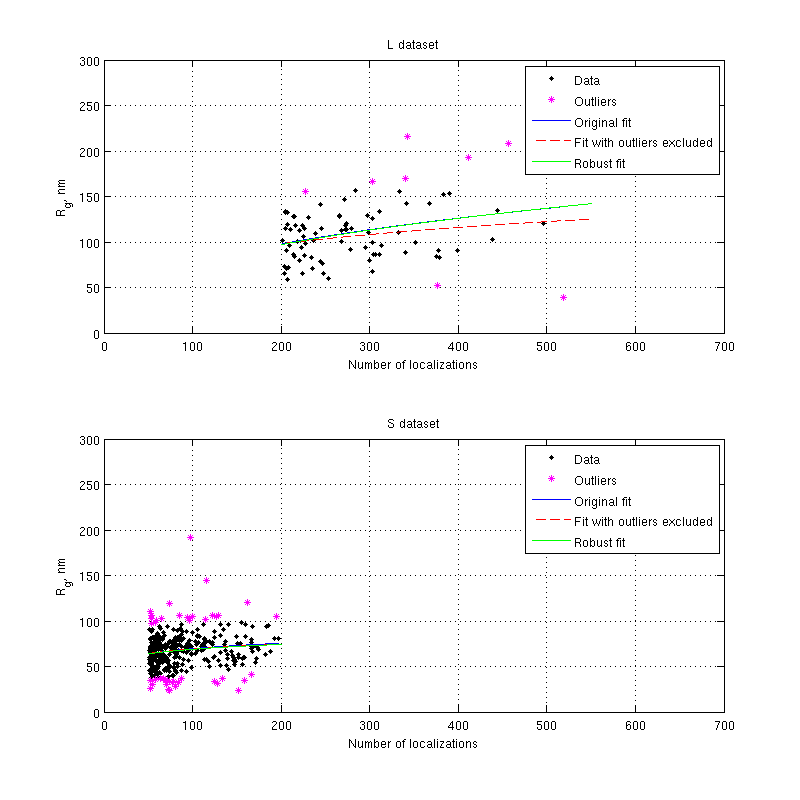 L dataset
300
250
200
150
100
50
0
Rg, nm
Data
Outliers
Original fit
Fit with outliers excluded
Robust fit
0 100 200 300 400 500 600 700
Number of localizations
S dataset
300
250
200
150
100
50
0
Rg, nm
Data
Outliers
Original fit
Fit with outliers excluded
Robust fit
0 100 200 300 400 500 600 700
Number of localizations